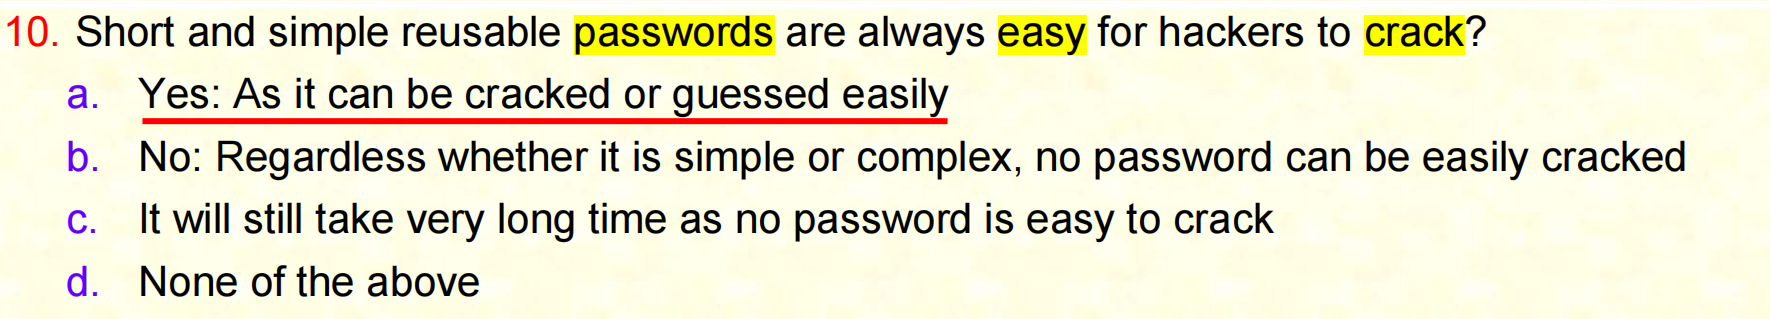 10. Short and simple reusable passwords are always easy for hackers to crack?
a. Yes: As it can be cracked or guessed easily
b. No: Regardless whether it is simple or complex, no password can be easily cracked
c. It will still take very long time as no password is easy to crack
d. None of the above